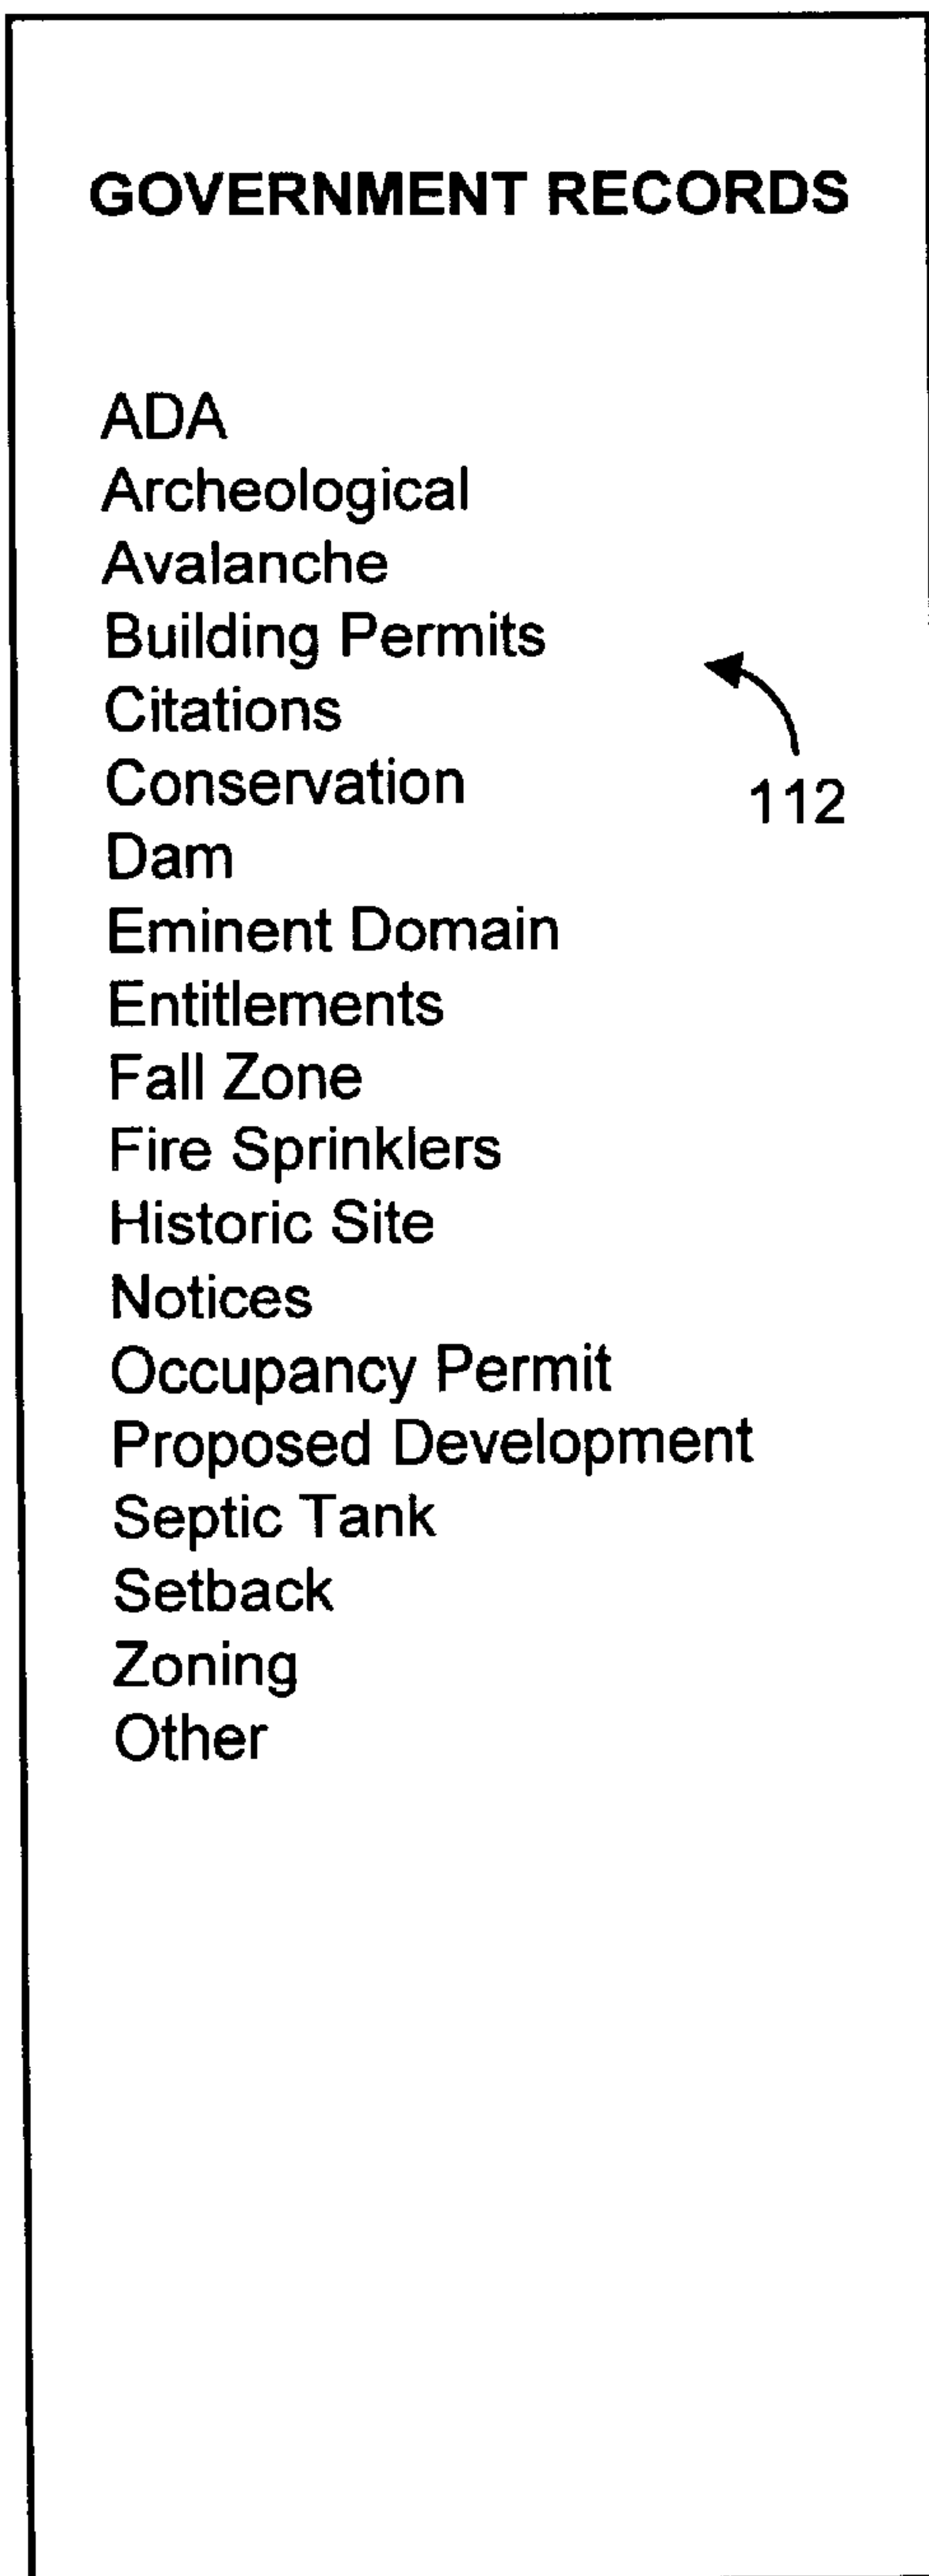 GOVERNMENT RECORDS
ADA
Archeological
Avalanche
Building Permits
Citations
Conservation
112
Dam
Eminent Domain
Entitlements
Fall Zone
Fire Sprinklers
Historic Site
Notices
Occupancy Permit
Proposed Development
Septic Tank
Setback
Zoning
Other